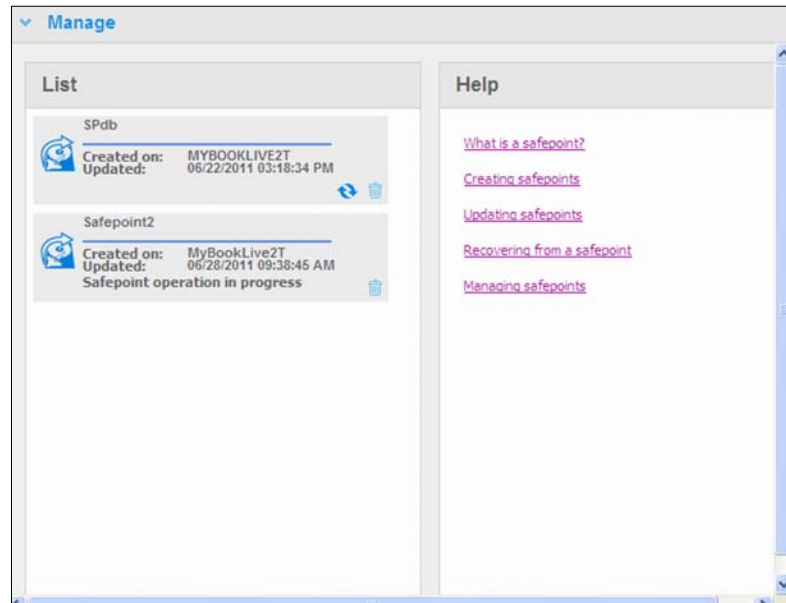 Manage
List
SPdb
Created on: MYBOOKLIVE2T
Updated: 06/22/2011 03:18:34 PM
Safepoint2
Created on: MyBookLive2T
Updated: 06/28/2011 09:38:45 AM
Safepoint operation in progress
Help
What is a safepoint?
Creating safepoints
Updating safepoints
Recovering from a safepoint
Managing safepoints